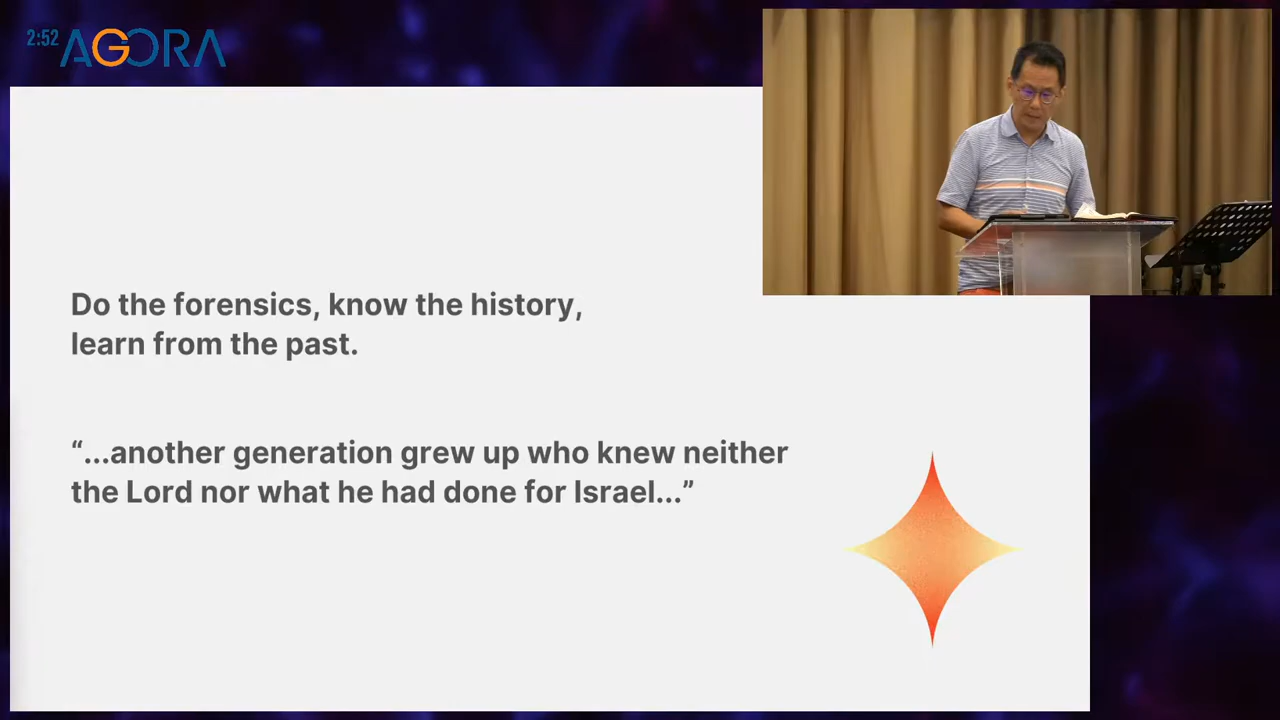 2:52
AGORA
Do the forensics, know the history,
learn from the past.
“...another generation grew up who knew neither
the Lord nor what he had done for Israel...”